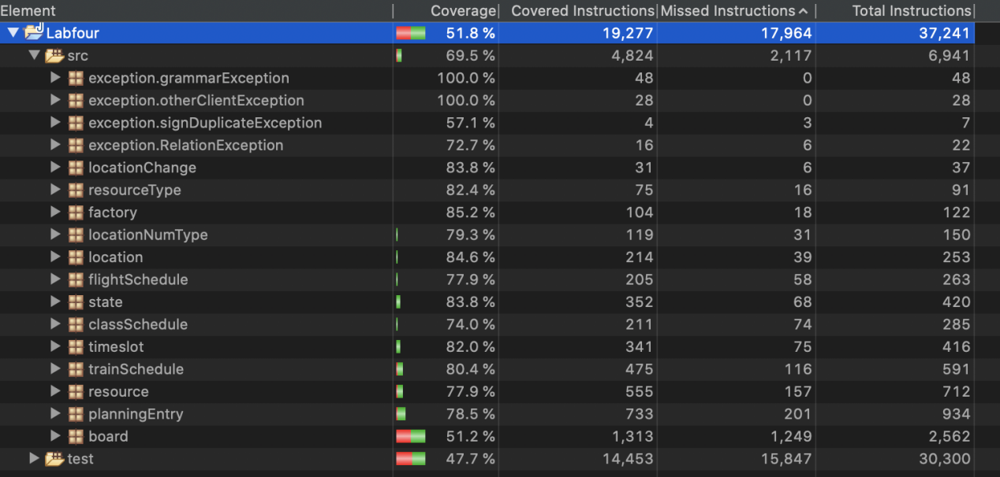 Element Coverage Covered Instructions Missed Instructions Total Instructions
Labfour 51.8 % 19,277 17,964 37,241
src 69.5 % 4,824 2,117 6,941
exception.grammarException 100.0 % 48 0 48
exception.otherClientException 100.0 % 28 0 28
exception.signDuplicateException 57.1 % 4 3 7
exception.RelationException 72.7 % 16 6 22
locationChange 83.8 % 31 6 37
resourceType 82.4 % 75 16 91
factory 85.2 % 104 18 122
locationNumType 79.3 % 119 31 150
location 84.6 % 214 39 253
flightSchedule 77.9 % 205 58 263
state 83.8 % 352 68 420
classSchedule 74.0 % 211 74 285
timeslot 82.0 % 341 75 416
trainSchedule 80.4 % 475 116 591
resource 77.9 % 555 157 712
planningEntry 78.5 % 733 201 934
board 51.2 % 1,313 1,249 2,562
test 47.7 % 14,453 15,847 30,300